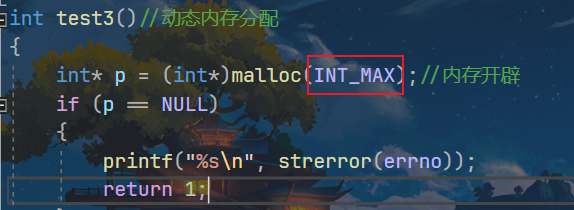 int test3()//动态内存分配
{
int* p = (int*)malloc(INT_MAX);//内存开辟
if (p == NULL)
{
printf("%s\n", strerror(errno));
return 1;